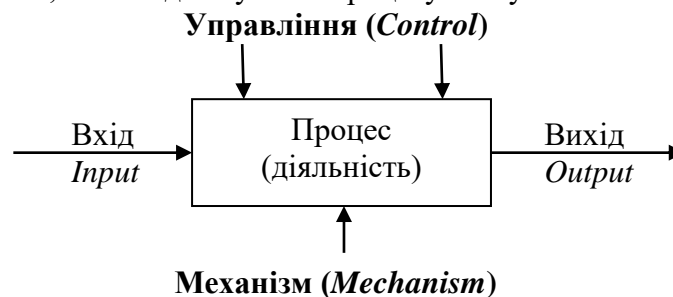 Управління (Control)
Вхід
Input
Процес
(діяльність)
Вихід
Output
Механізм (Mechanism)